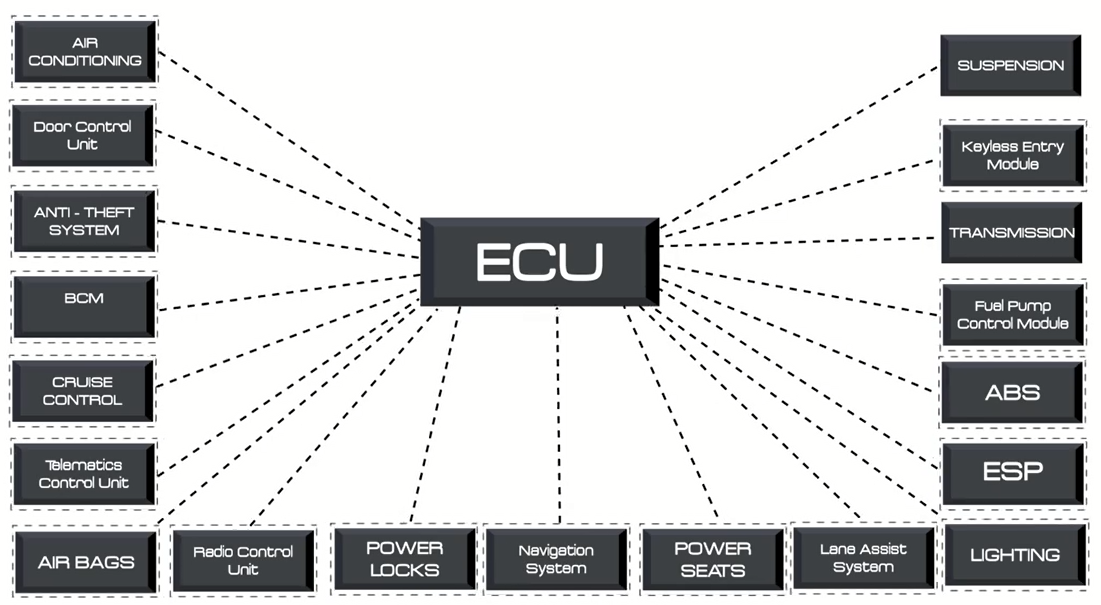 AIR
CONDITIONING
Door Control
Unit
ANTI - THEFT
SYSTEM
BCM
CRUISE
CONTROL
Telematics
Control Unit
AIR BAGS
Radio Control
Unit
POWER
LOCKS
Navigation
System
POWER
SEATS
Lane Assist
System
LIGHTING
ECU
SUSPENSION
Keyless Entry
Module
TRANSMISSION
Fuel Pump
Control Module
ABS
ESP